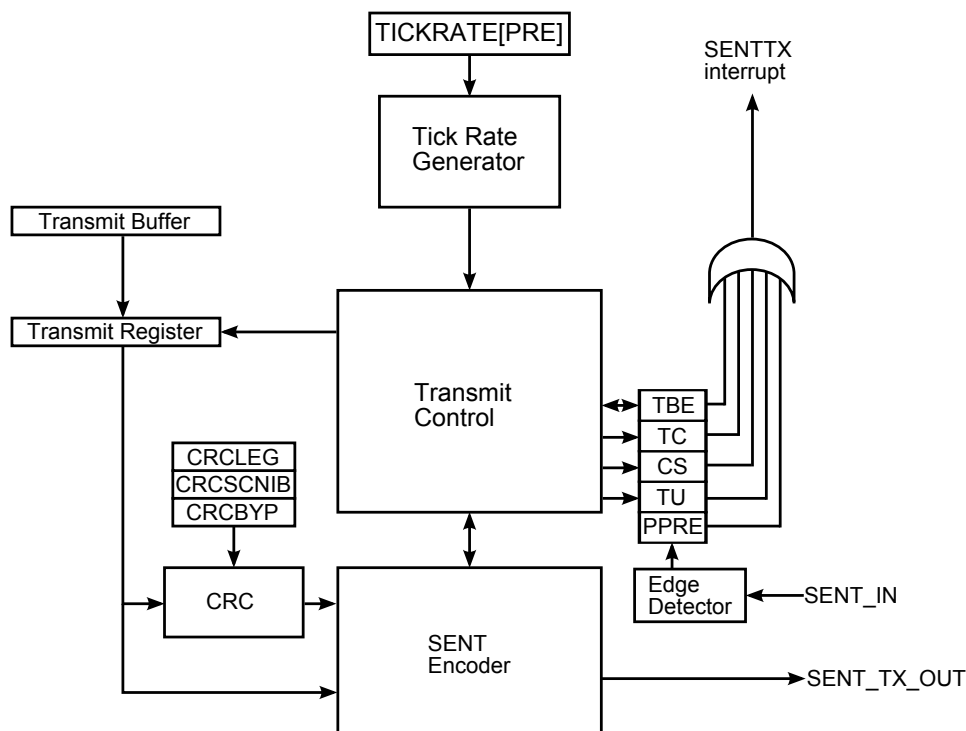 TICKRATE[PRE]
SENTTX
interrupt
Tick Rate
Generator
Transmit Buffer
Transmit Register
Transmit
Control
TBE
TC
CS
TU
PPRE
CRCLEG
CRCSCNIB
CRCBYP
CRC
SENT
Encoder
Edge
Detector
SENT_IN
SENT_TX_OUT